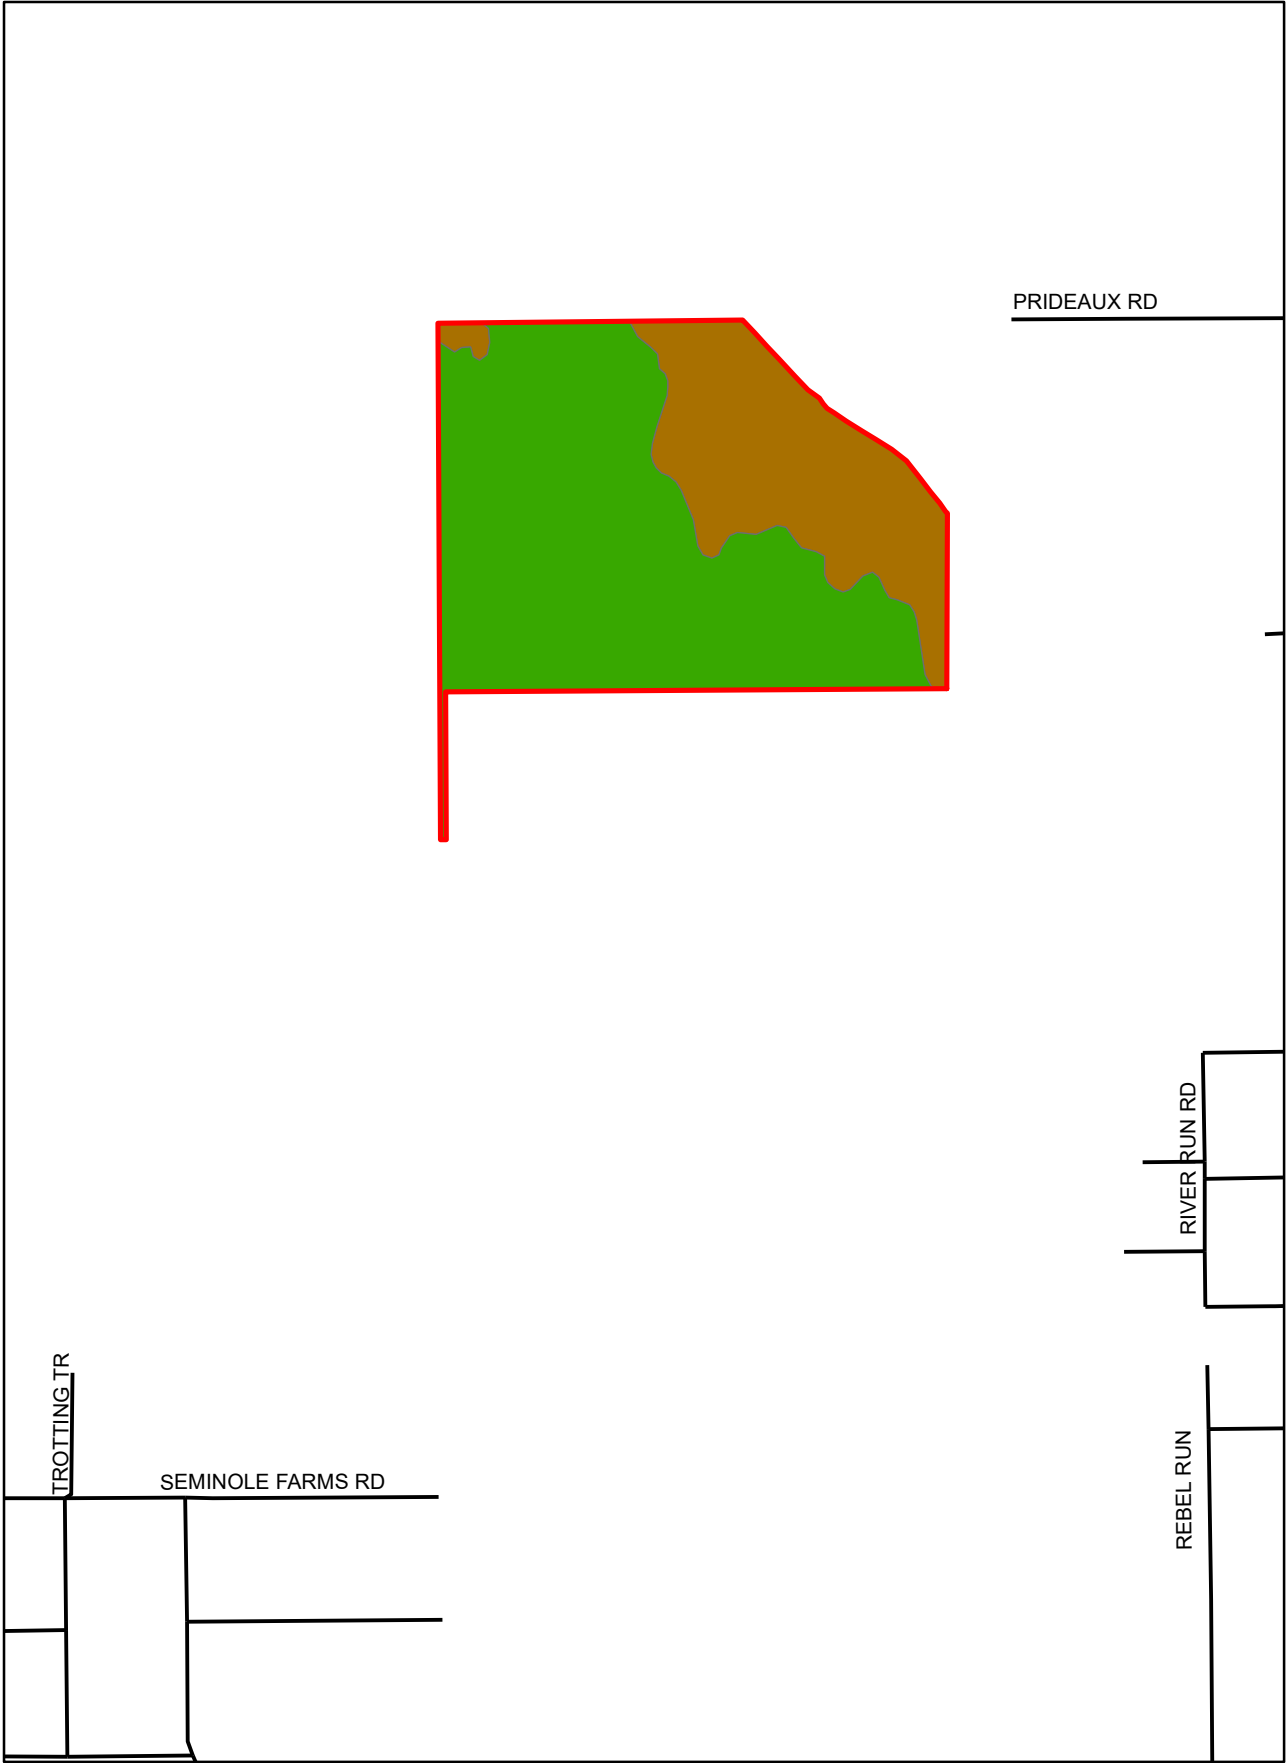 PRIDEAUX RD
RIVER RUN RD
TROTTING TR
SEMINOLE FARMS RD
REBEL RUN